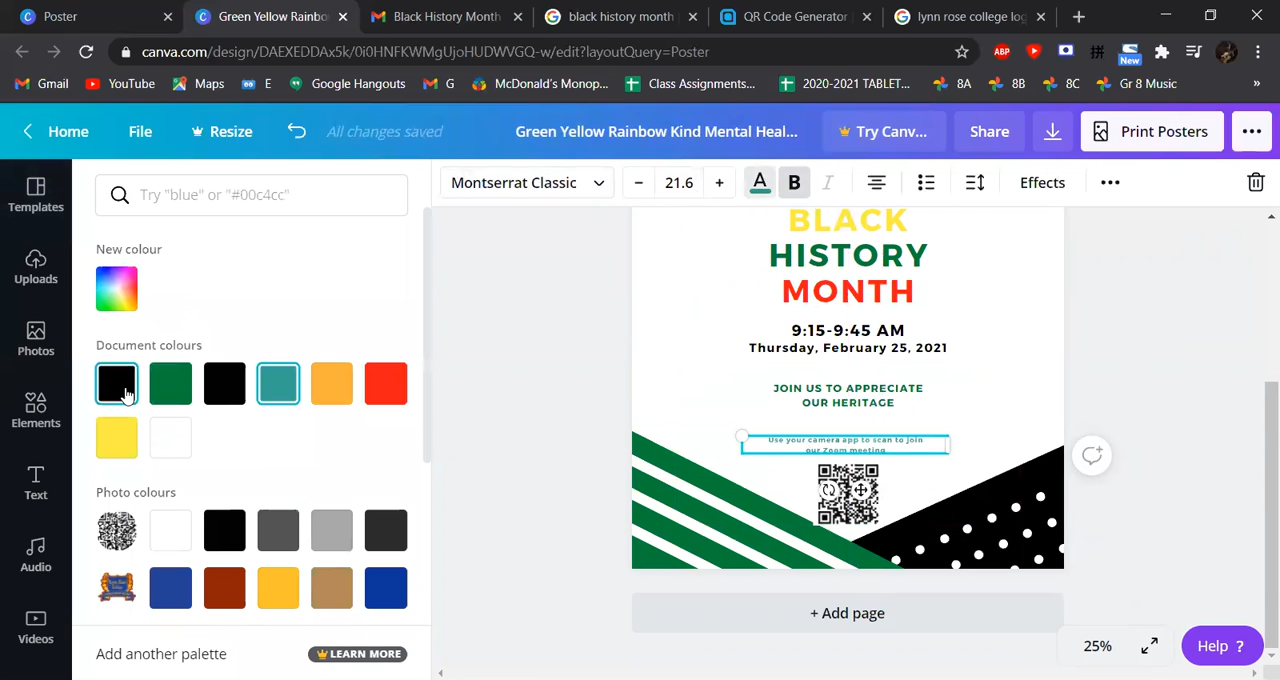 Poster
Green Yellow Rainbo
Black History Month
black history month
QR Code Generator
lynn rose college log
canva.com/design/DAEXEDDAx5k/0i0HNFKWMgUjoHUDWVGQ-w/edit?layoutQuery=Poster
ABP
New
Gmail
YouTube
Maps
E
Google Hangouts
G
McDonald's Monop...
Class Assignments...
2020-2021 TABLET...
8A
8B
8C
Gr 8 Music
»
Home
File
Resize
All changes saved
Green Yellow Rainbow Kind Mental Heal...
Try Canv...
Share
Print Posters
Templates
Uploads
Photos
Elements
Text
Audio
Videos
Try "blue" or "#00c4cc"
New colour
Document colours
Photo colours
Add another palette
LEARN MORE
Montserrat Classic
– 21.6 +
A
B
I
Effects
BLACK
HISTORY
MONTH
9:15-9:45 AM
Thursday, February 25, 2021
JOIN US TO APPRECIATE
OUR HERITAGE
Use your camera app to scan to join
our Zoom meeting.
+ Add page
25%
Help ?